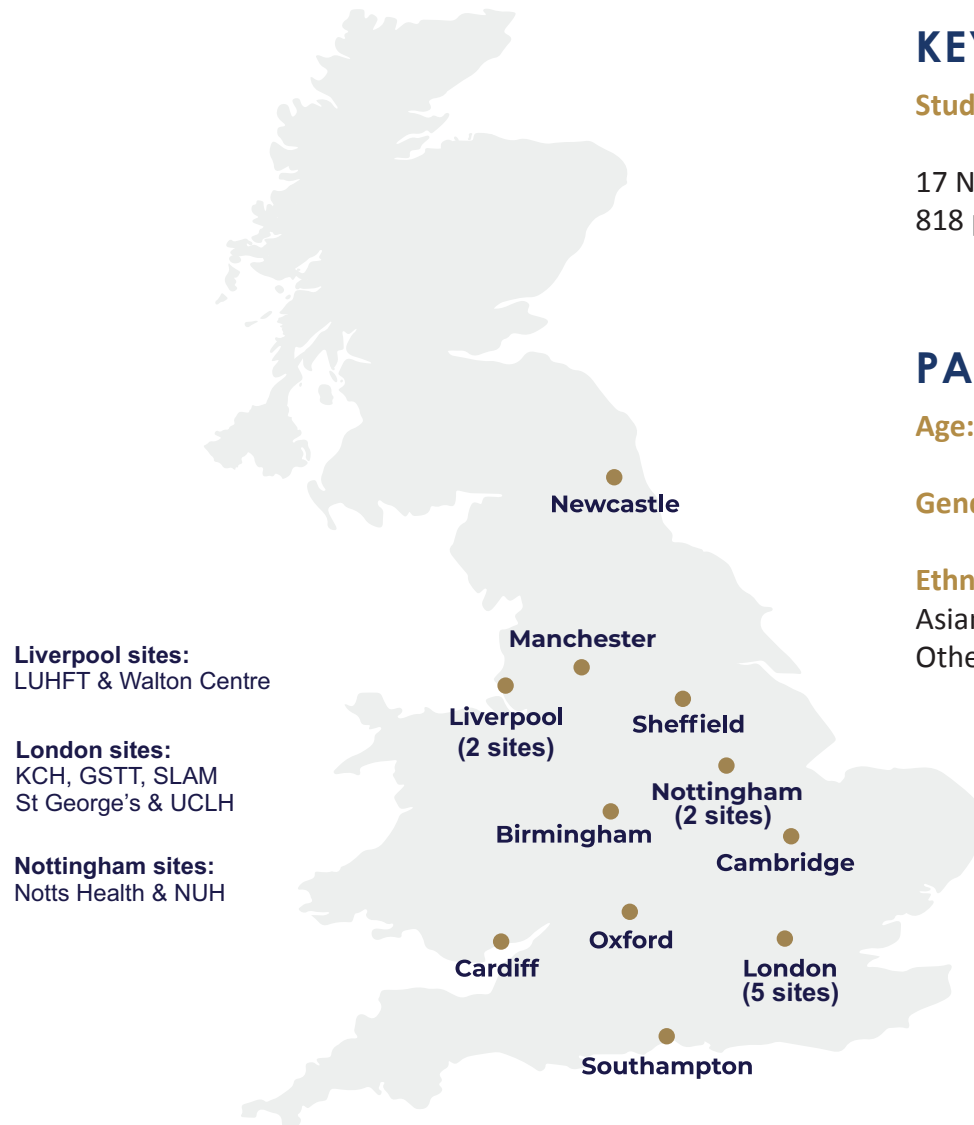 KEY
Stud
17 N
818
PA
Age:
Gend
Ethn
Asian
Othe
Newcastle
Manchester
Liverpool
(2 sites)
Sheffield
Nottingham
(2 sites)
Birmingham
Cambridge
Oxford
Cardiff
London
(5 sites)
Southampton
Liverpool sites:
LUHFT & Walton Centre
London sites:
KCH, GSTT, SLAM
St George’s & UCLH
Nottingham sites:
Notts Health & NUH